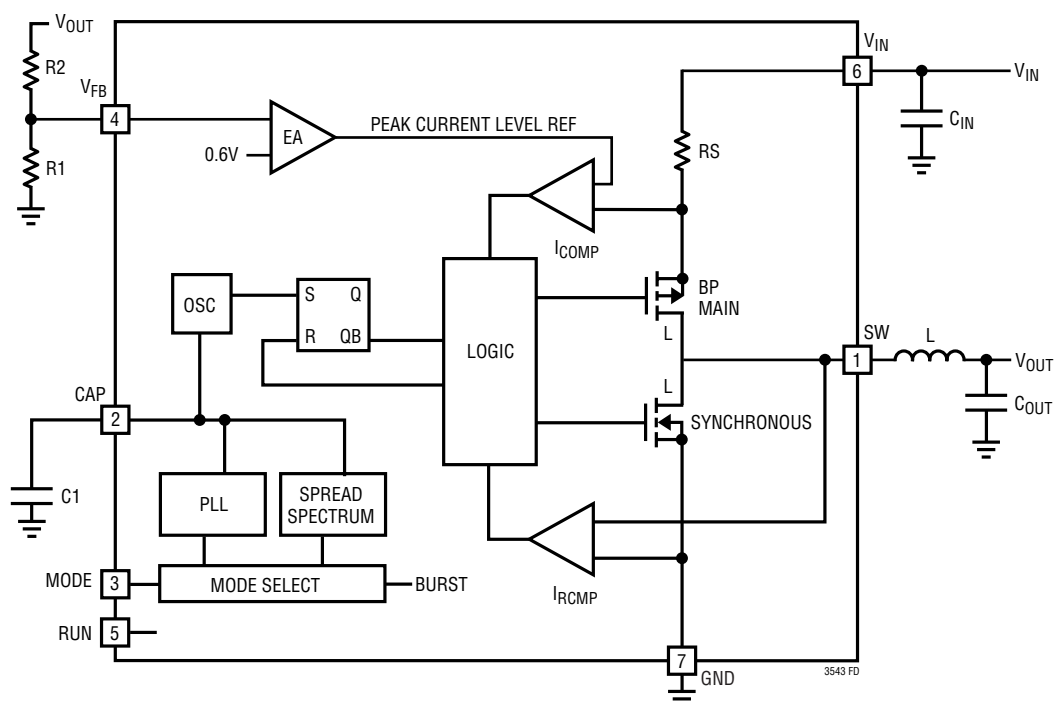 VOUT
R2
VFB
4
R1
0.6V
EA
PEAK CURRENT LEVEL REF
ICOMP
RS
VIN
6
VIN
CIN
OSC
S Q
R QB
LOGIC
BP
MAIN
L
SW
1
L
VOUT
COUT
L
SYNCHRONOUS
CAP
2
C1
PLL
SPREAD
SPECTRUM
MODE
3
MODE SELECT
BURST
IRCMP
RUN
5
7
GND
3543 FD